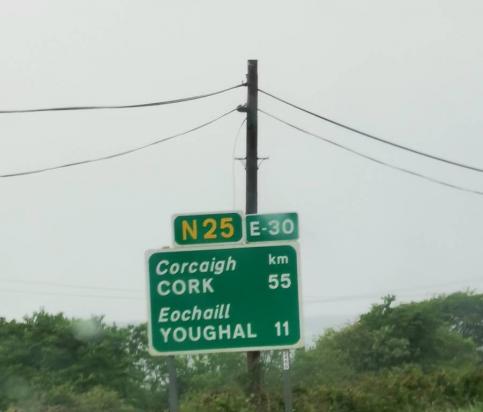 N25 E-30
Corcaigh km
CORK 55
Eochaill
YOUGHAL 11